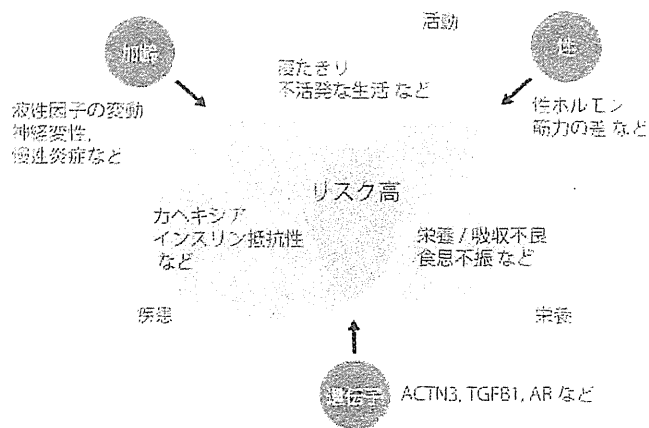 活動
加齢
性
寝たきり
不活発な生活 など
液性因子の変動
神経変性,
慢性炎症など
性ホルモン
筋力の差 など
リスク高
カヘキシア
インスリン抵抗性
など
栄養 / 吸収不良
食思不振 など
疾患
栄養
遺伝子
ACTN3, TGFB1, AR など